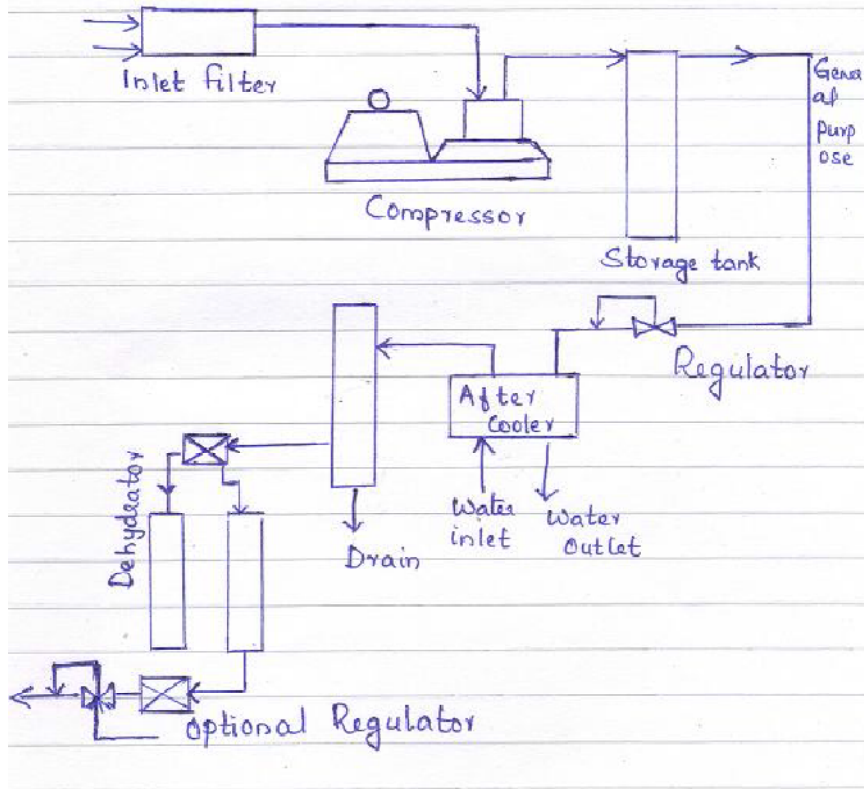 Inlet filter
Compressor
Gene
al
purp
ose
Storage tank
Regulator
After
cooler
Water
inlet
Water
Outlet
Drain
Dehydrator
Optional Regulator